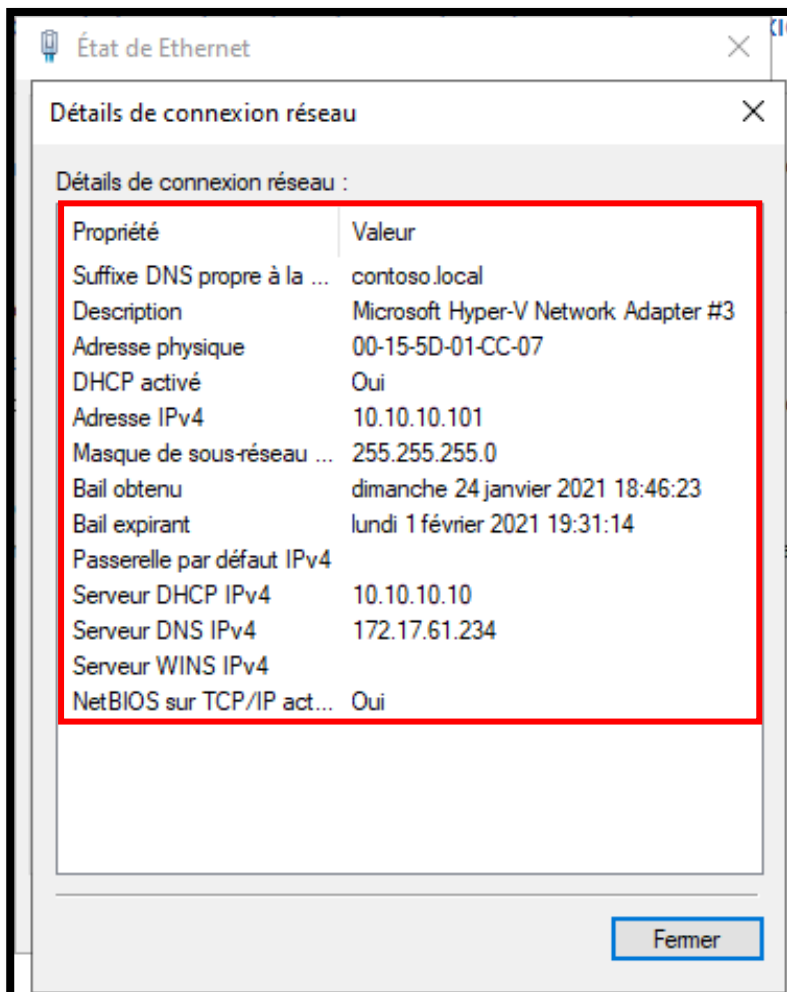 État de Ethernet
Détails de connexion réseau
Détails de connexion réseau :
Propriété Valeur
Suffixe DNS propre à la ... contoso.local
Description Microsoft Hyper-V Network Adapter #3
Adresse physique 00-15-5D-01-CC-07
DHCP activé Oui
Adresse IPv4 10.10.10.101
Masque de sous-réseau ... 255.255.255.0
Bail obtenu dimanche 24 janvier 2021 18:46:23
Bail expirant lundi 1 février 2021 19:31:14
Passerelle par défaut IPv4
Serveur DHCP IPv4 10.10.10.10
Serveur DNS IPv4 172.17.61.234
Serveur WINS IPv4
NetBIOS sur TCP/IP act... Oui
Fermer